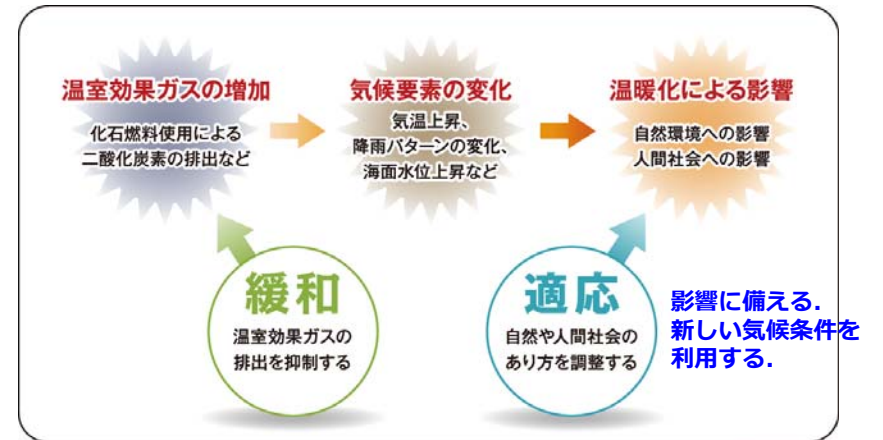 温室効果ガスの増加
化石燃料使用による
二酸化炭素の排出など
気候要素の変化
気温上昇、
降雨パターンの変化、
海面水位上昇など
温暖化による影響
自然環境への影響
人間社会への影響
緩和
温室効果ガスの
排出を抑制する
適応
自然や人間社会の
あり方を調整する
影響に備える.
新しい気候条件を
利用する.